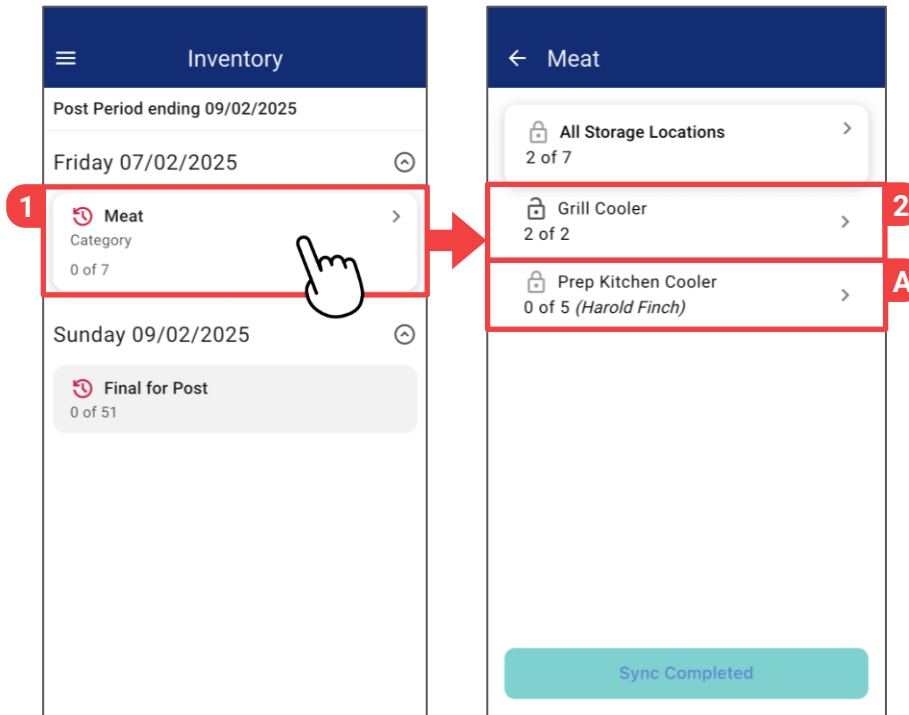 Inventory
Post Period ending 09/02/2025
Friday 07/02/2025
1
Meat
Category
0 of 7
Sunday 09/02/2025
Final for Post
0 of 51
Meat
All Storage Locations
2 of 7
Grill Cooler
2 of 2
2
Prep Kitchen Cooler
0 of 5 (Harold Finch)
A
Sync Completed